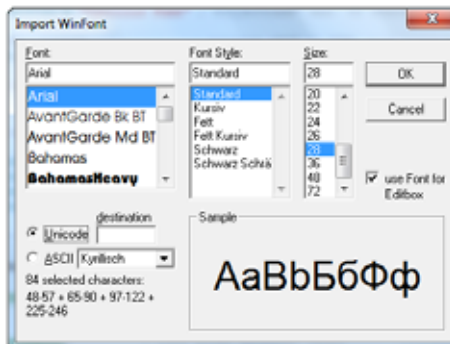 Import WinFont
Font: Font Style: Size:
Arial Standard 28 OK
Arial Standard 20
AvantGarde Bk BT Kursiv 22 Cancel
AvantGarde Md BT Fett 24
Bahamas Fett Kursiv 26
BahamasHeavy Schwarz 28
Schwarz Schrä 36
48
72
use Font for
Editbox
destination
Unicode
ASCII Kyrillisch
84 selected characters:
48-57 + 65-90 + 97-122 +
225-246
Sample
AaBbБбФф